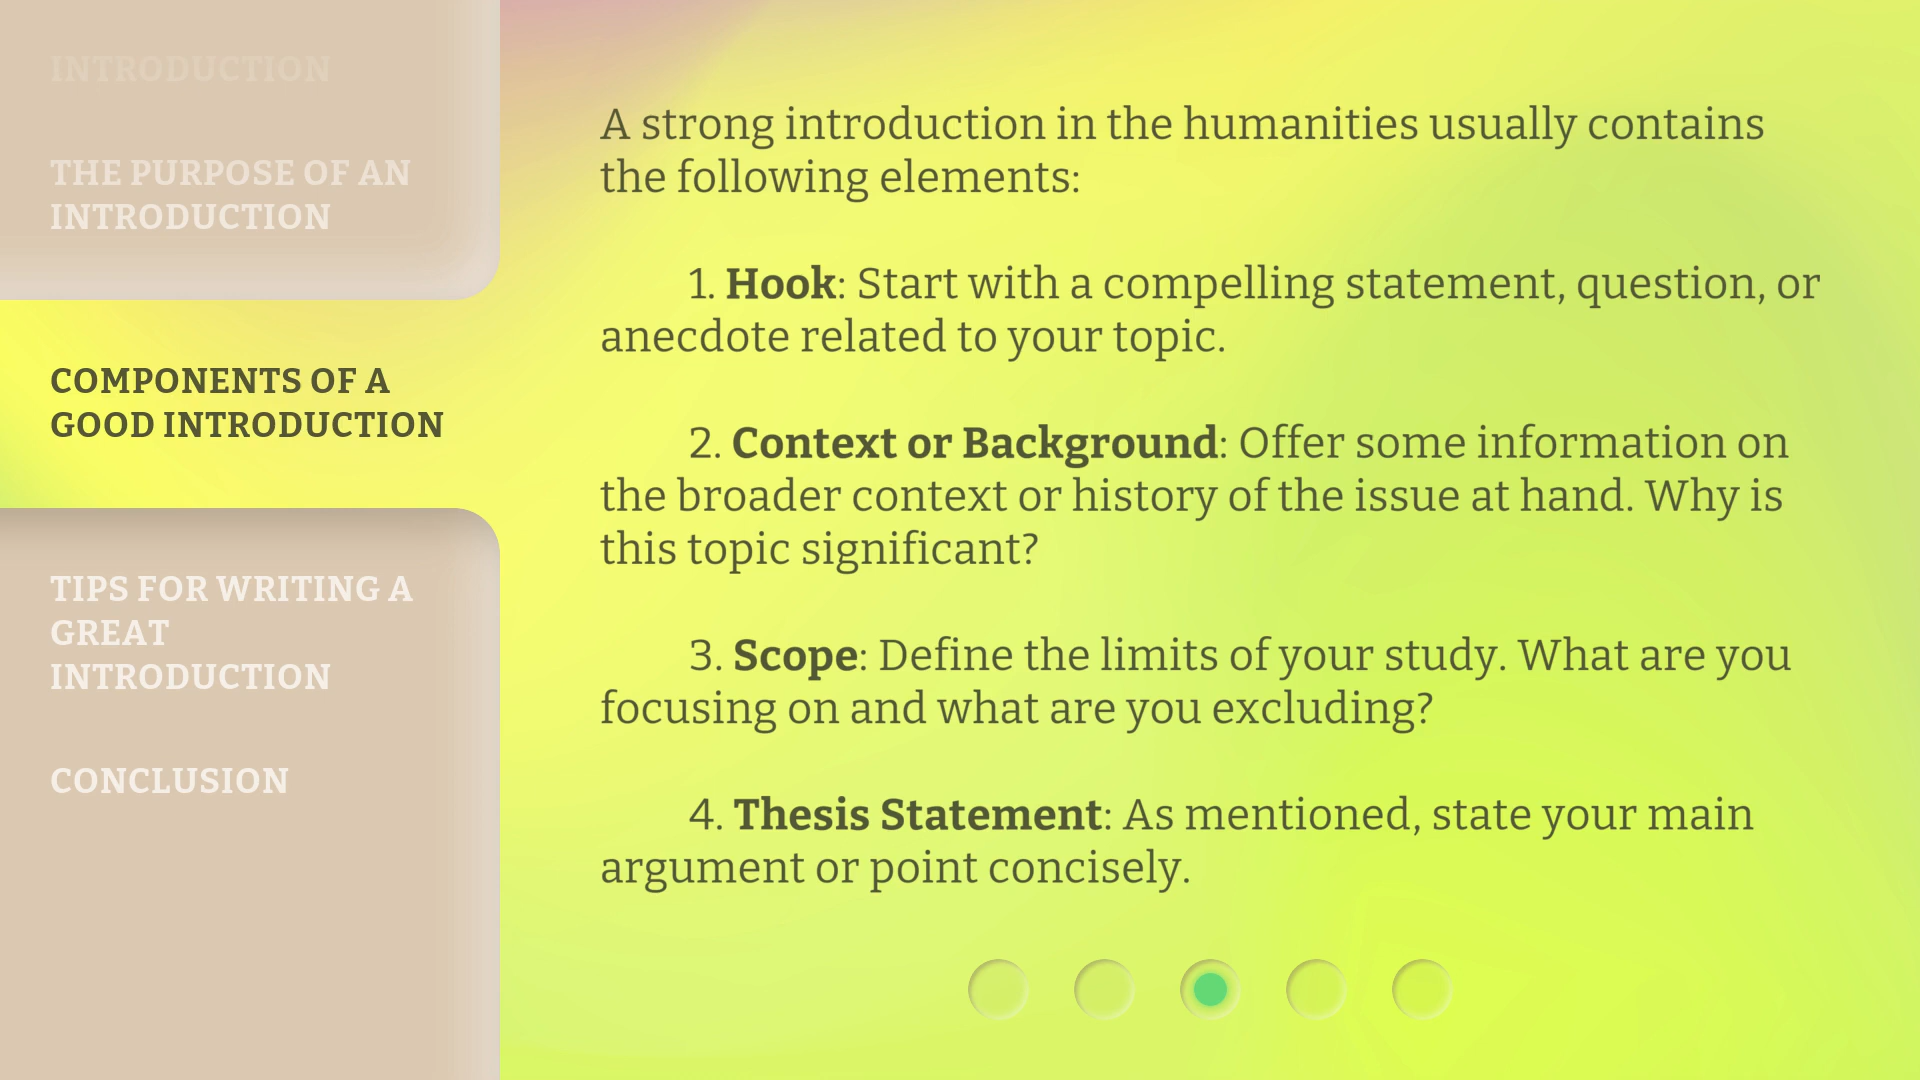 INTRODUCTION
THE PURPOSE OF AN
INTRODUCTION
COMPONENTS OF A
GOOD INTRODUCTION
TIPS FOR WRITING A
GREAT
INTRODUCTION
CONCLUSION
A strong introduction in the humanities usually contains
the following elements:
1. Hook: Start with a compelling statement, question, or
anecdote related to your topic.
2. Context or Background: Offer some information on
the broader context or history of the issue at hand. Why is
this topic significant?
3. Scope: Define the limits of your study. What are you
focusing on and what are you excluding?
4. Thesis Statement: As mentioned, state your main
argument or point concisely.